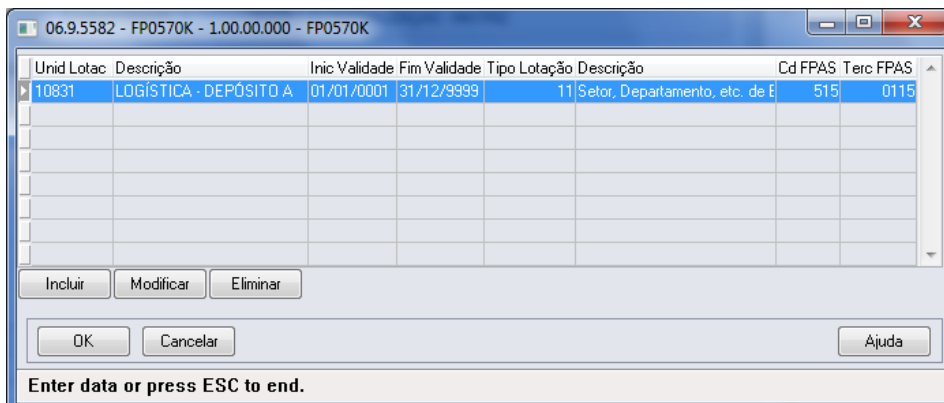 06.9.5582 - FP0570K - 1.00.00.000 - FP0570K
Unid Lotac Descrição Inic Validade Fim Validade Tipo Lotação Descrição Cd FPAS Terc FPAS
10831 LOGÍSTICA - DEPÓSITO A 01/01/0001 31/12/9999 11 Setor, Departamento, etc. de E 515 0115
Incluir Modificar Eliminar
OK Cancelar Ajuda
Enter data or press ESC to end.